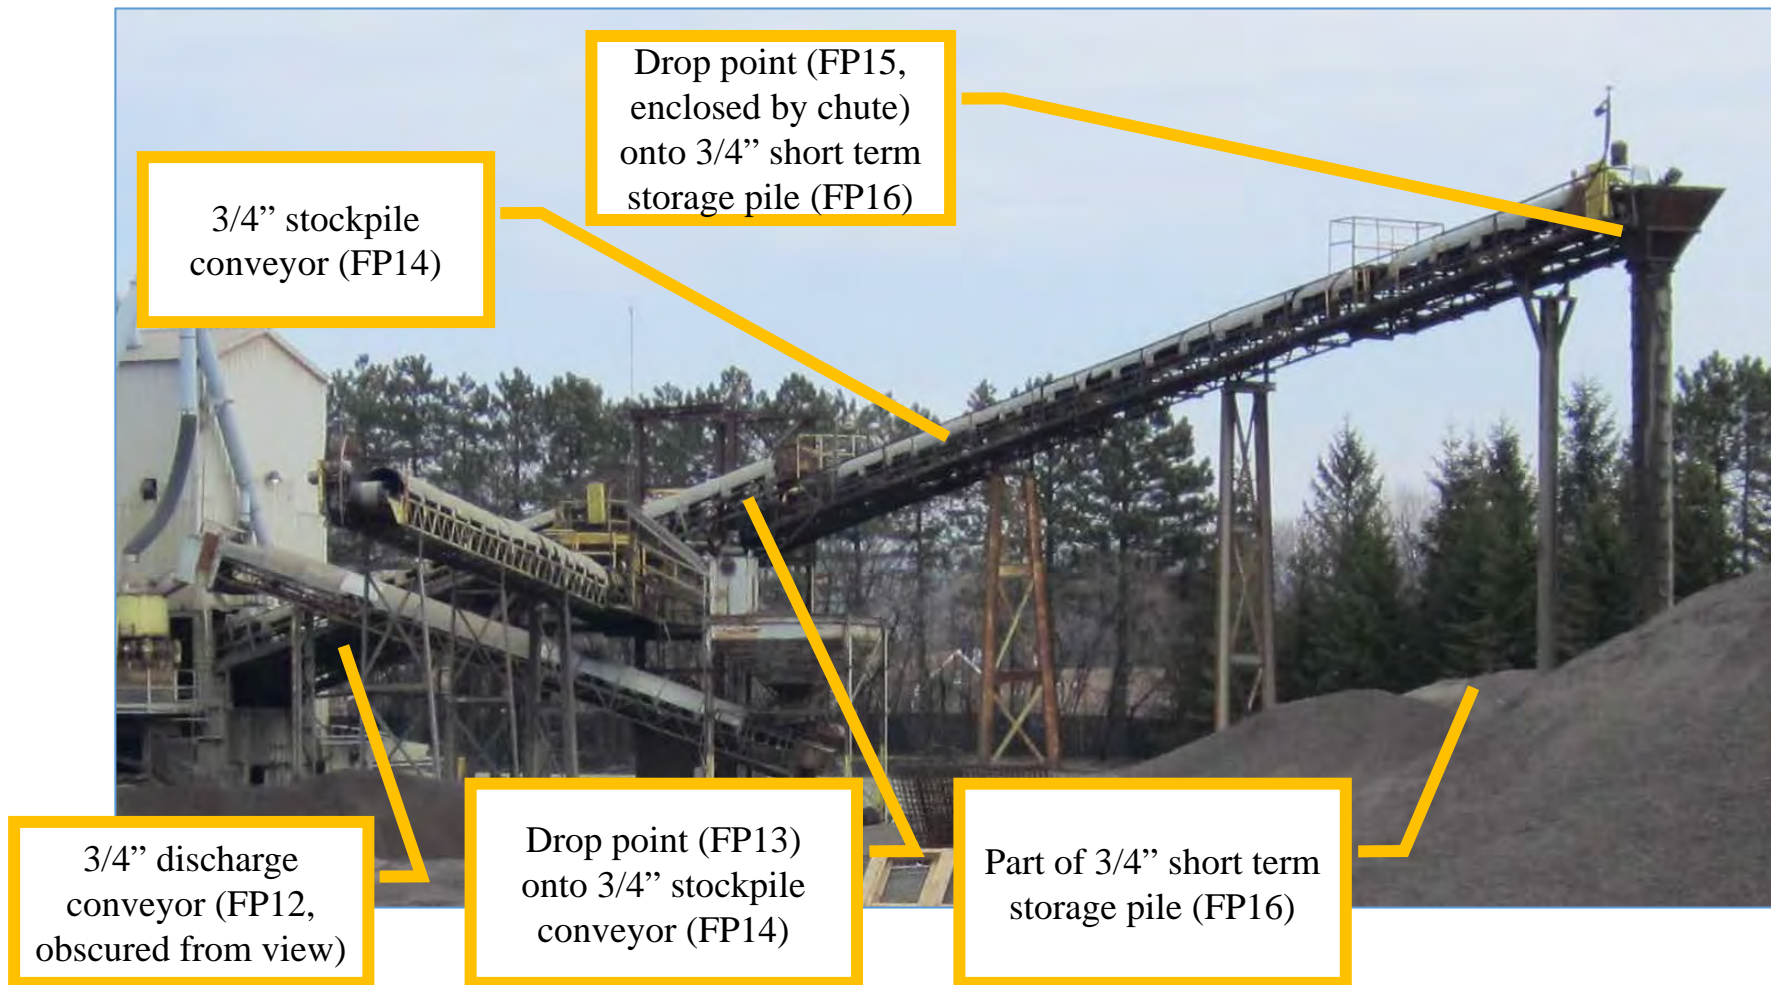 Drop point (FP15,
enclosed by chute)
onto 3/4” short term
storage pile (FP16)
3/4” stockpile
conveyor (FP14)
3/4” discharge
conveyor (FP12,
obscured from view)
Drop point (FP13)
onto 3/4” stockpile
conveyor (FP14)
Part of 3/4” short term
storage pile (FP16)